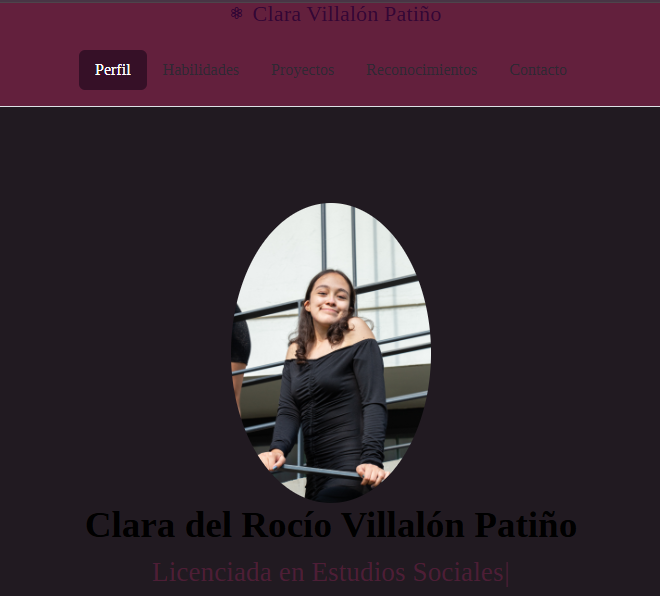 Clara Villalón Patiño
Perfil Habilidades Proyectos Reconocimientos Contacto
Clara del Rocío Villalón Patiño
Licenciada en Estudios Sociales|